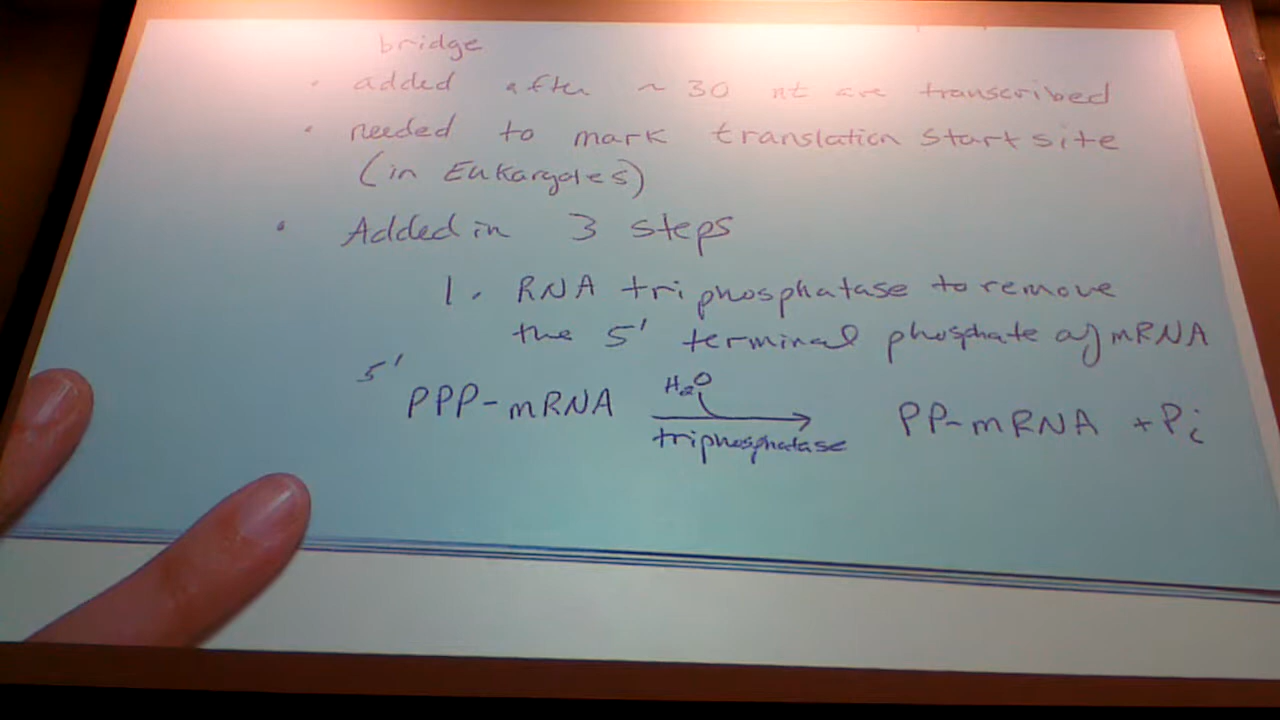 bridge
• added after ~ 30 nt are transcribed
• needed to mark translation start site
(in Eukaryotes)
• Added in 3 steps
1. RNA triphosphatase to remove
the 5' terminal phosphate of mRNA
5'
PPP-mRNA H₂O triphosphatase → PP-mRNA + Pi